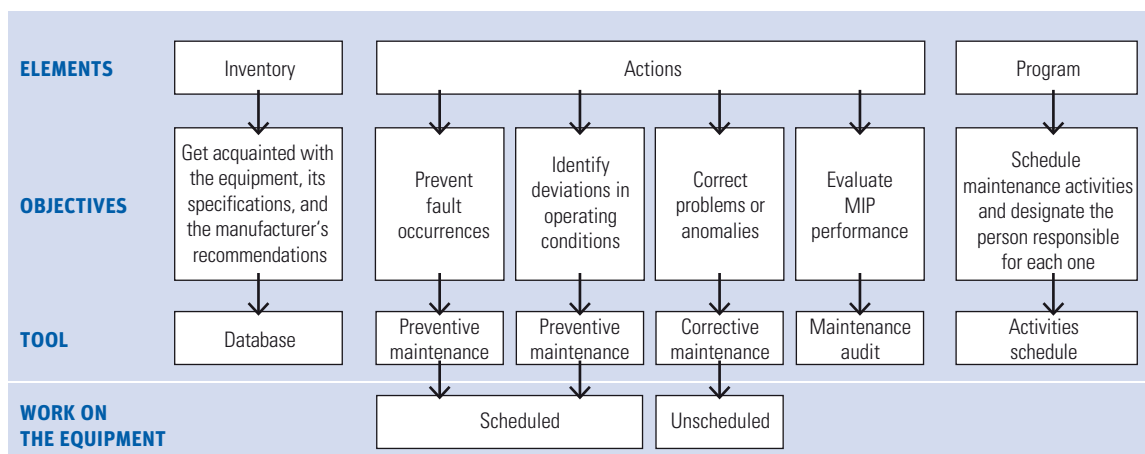 ELEMENTS
Inventory
Actions
Program
OBJECTIVES
Get acquainted with
the equipment, its
specifications, and
the manufacturer's
recommendations
Prevent
fault
occurrences
Identify
deviations in
operating
conditions
Correct
problems or
anomalies
Evaluate
MIP
performance
Schedule
maintenance activities
and designate the
person responsible
for each one
TOOL
Database
Preventive
maintenance
Preventive
maintenance
Corrective
maintenance
Maintenance
audit
Activities
schedule
WORK ON
THE EQUIPMENT
Scheduled
Unscheduled